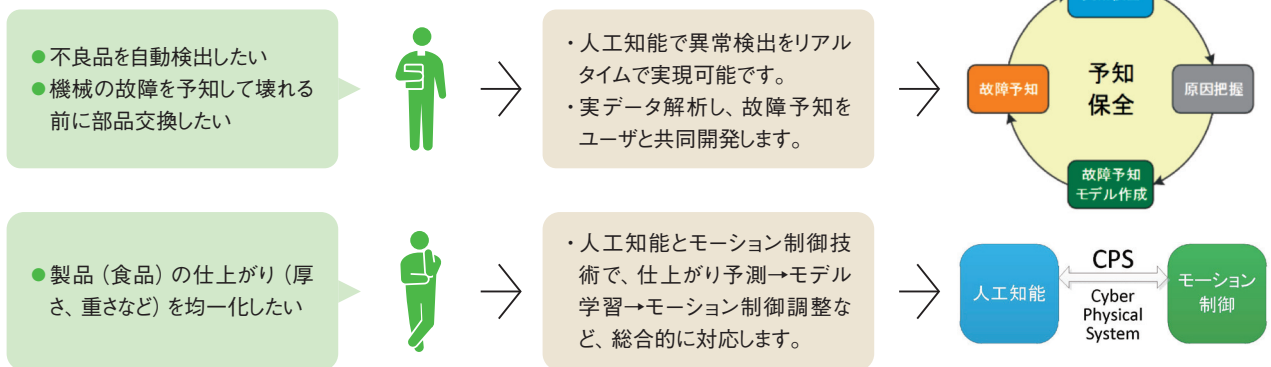 ●不良品を自動検出したい
●機械の故障を予知して壊れる
前に部品交換したい
・人工知能で異常検出をリアル
タイムで実現可能です。
・実データ解析し、故障予知を
ユーザと共同開発します。
予知
保全
故障予知
原因把握
故障予知
モデル作成
●製品（食品）の仕上がり（厚
さ、重さなど）を均一化したい
・人工知能とモーション制御技
術で、仕上がり予測→モデル
学習→モーション制御調整な
ど、総合的に対応します。
人工知能
CPS
Cyber
Physical
System
モーション
制御